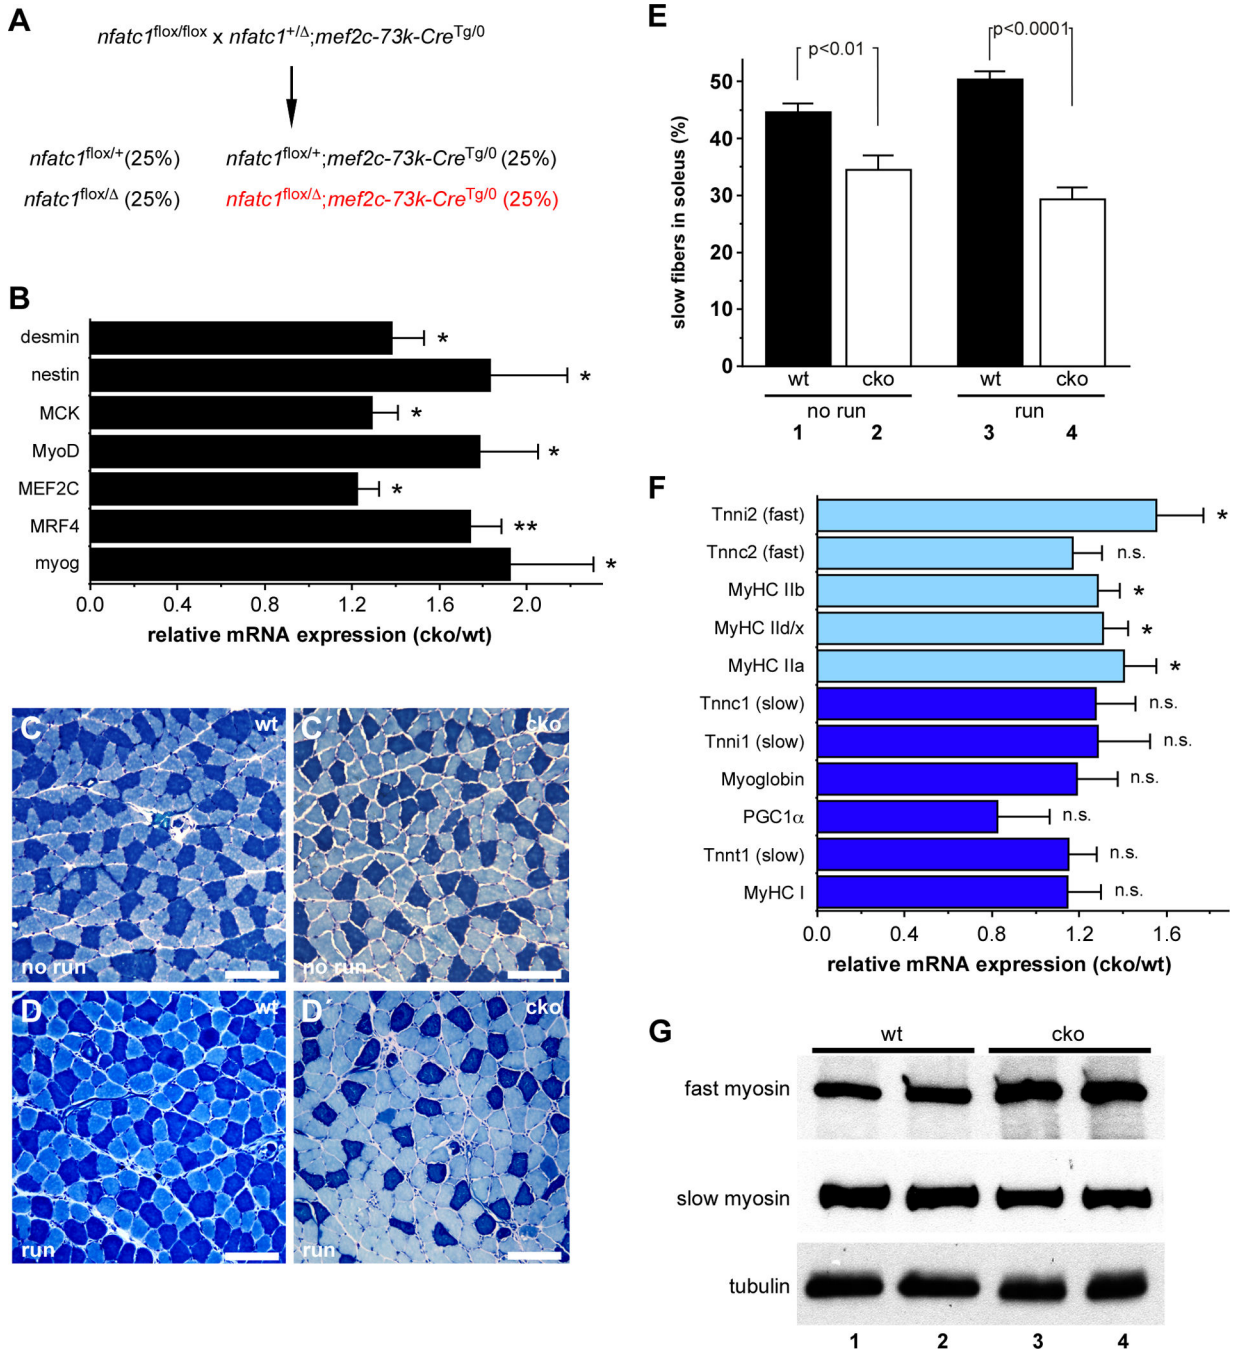 A
nfatc1flox/flox x nfatc1+/Δ;mef2c-73k-CreTg/0
nfatc1flox/+ (25%) nfatc1flox/+;mef2c-73k-CreTg/0 (25%)
nfatc1flox/Δ (25%) nfatc1flox/Δ;mef2c-73k-CreTg/0 (25%)
B
desmin *
nestin *
MCK *
MyoD *
MEF2C *
MRF4 **
myog *
0.0 0.4 0.8 1.2 1.6 2.0
relative mRNA expression (cko/wt)
C wt
no run
C´ cko
no run
D wt
run
D´ cko
run
E
p<0.01 p<0.0001
slow fibers in soleus (%)
50
40
30
20
10
0
wt cko wt cko
no run run
1 2 3 4
F
Tnni2 (fast) *
Tnnc2 (fast) n.s.
MyHC IIb *
MyHC IId/x *
MyHC IIa *
Tnnc1 (slow) n.s.
Tnni1 (slow) n.s.
Myoglobin n.s.
PGC1α n.s.
Tnnt1 (slow) n.s.
MyHC I n.s.
0.0 0.4 0.8 1.2 1.6
relative mRNA expression (cko/wt)
G
wt cko
fast myosin
slow myosin
tubulin
1 2 3 4